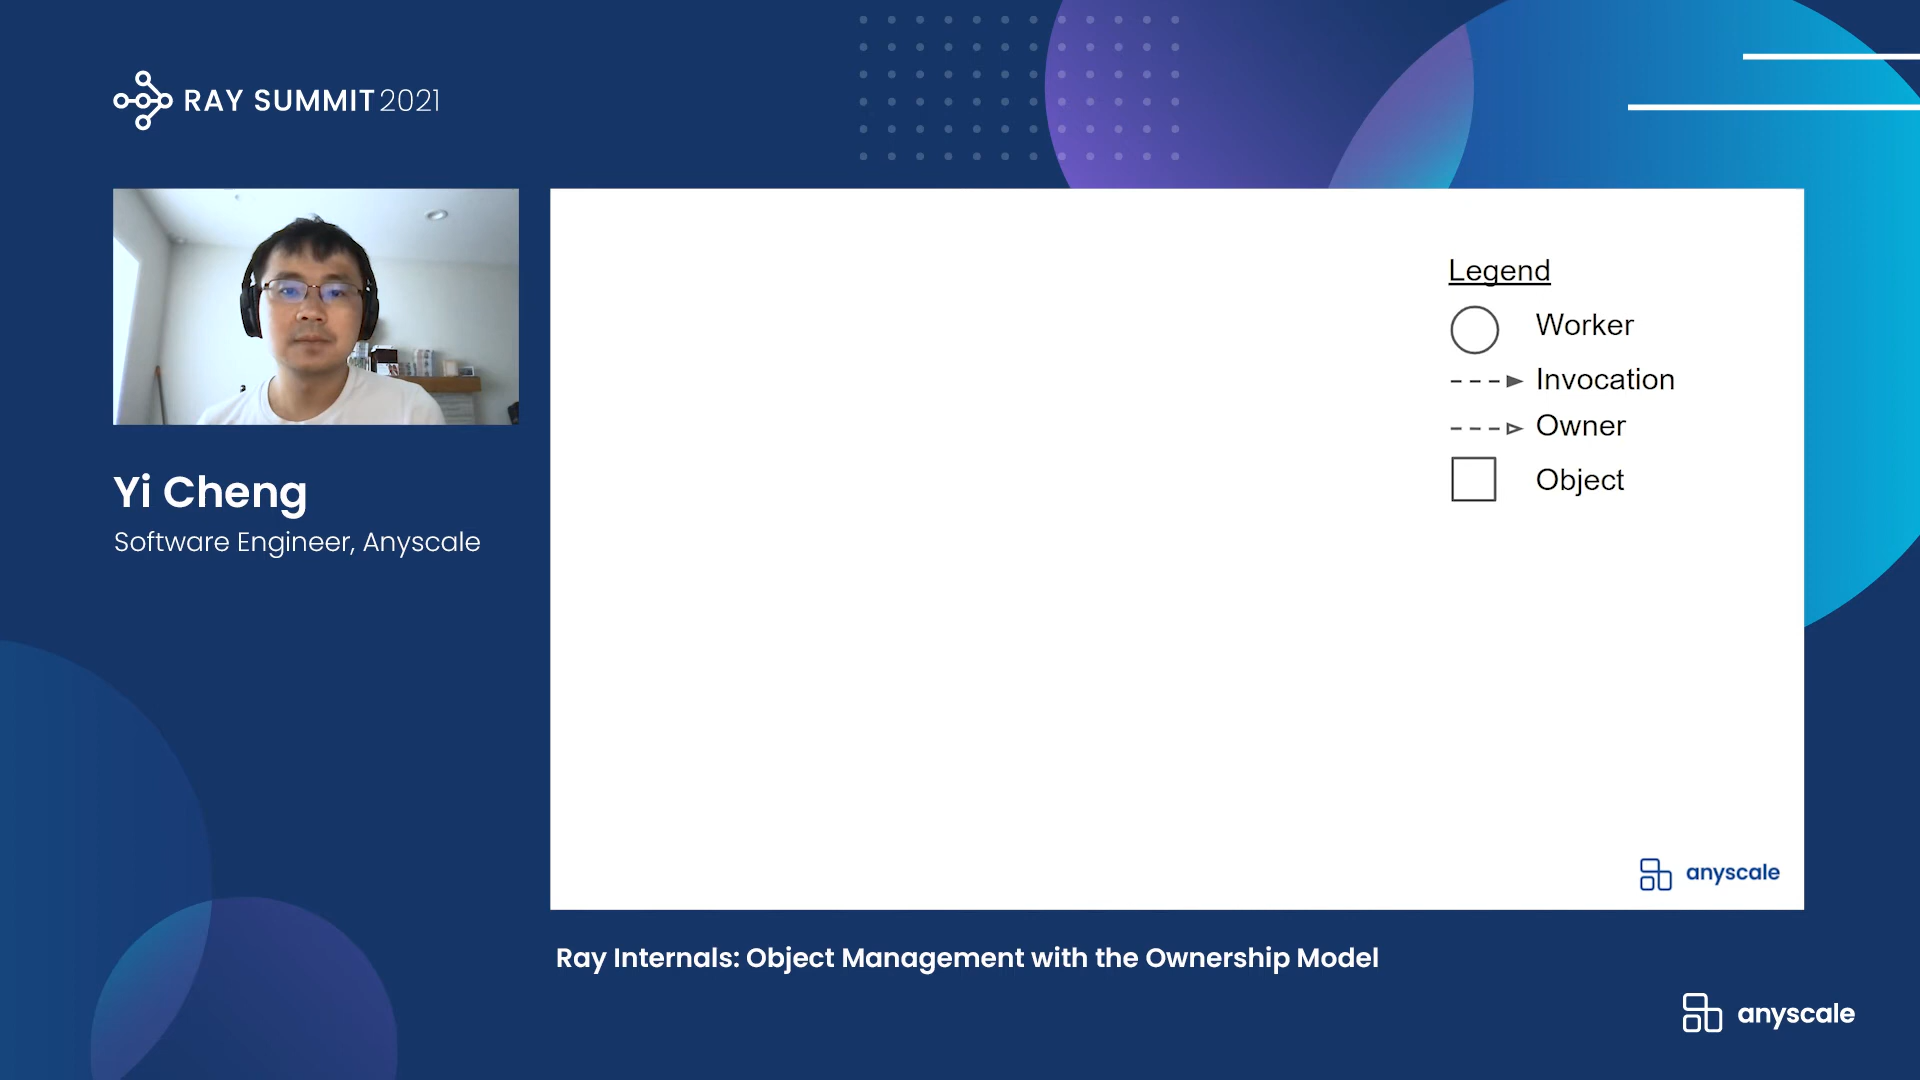 RAY SUMMIT 2021
Yi Cheng
Software Engineer, Anyscale
Legend
Worker
Invocation
Owner
Object
anyscale
Ray Internals: Object Management with the Ownership Model
anyscale